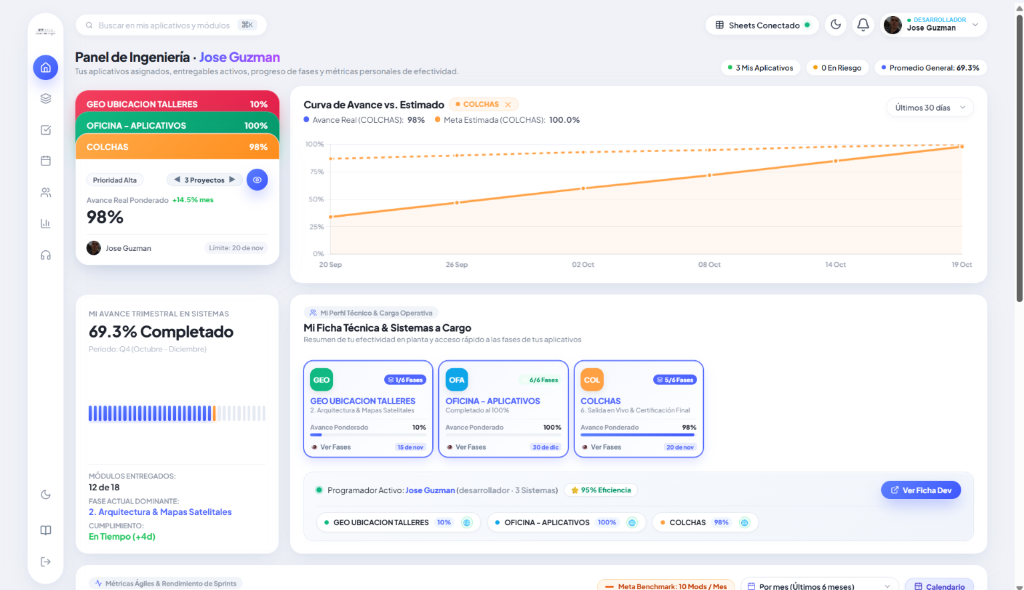 Buscar en mis aplicativos y módulos ⌘K
Sheets Conectado
DESARROLLADOR
Jose Guzman
Panel de Ingeniería · Jose Guzman
Tus aplicativos asignados, entregables activos, progreso de fases y métricas personales de efectividad.
3 Mis Aplicativos
0 En Riesgo
Promedio General: 69.3%
GEO UBICACION TALLERES 10%
OFICINA - APLICATIVOS 100%
COLCHAS 98%
Prioridad Alta
◀ 3 Proyectos ▶
Avance Real Ponderado +14.5% mes
98%
Jose Guzman
Límite: 20 de nov
Curva de Avance vs. Estimado
COLCHAS ×
Últimos 30 días
Avance Real (COLCHAS): 98%
Meta Estimada (COLCHAS): 100.0%
100%
75%
50%
25%
0%
20 Sep
26 Sep
02 Oct
08 Oct
14 Oct
19 Oct
MI AVANCE TRIMESTRAL EN SISTEMAS
69.3% Completado
Periodo: Q4 (Octubre - Diciembre)
MÓDULOS ENTREGADOS:
12 de 18
FASE ACTUAL DOMINANTE:
2. Arquitectura & Mapas Satelitales
CUMPLIMIENTO:
En Tiempo (+4d)
Mi Perfil Técnico & Carga Operativa
Mi Ficha Técnica & Sistemas a Cargo
Resumen de tu efectividad en planta y acceso rápido a las fases de tus aplicativos
GEO
1/6 Fases
GEO UBICACION TALLERES
2. Arquitectura & Mapas Satelitales
Avance Ponderado 10%
Ver Fases
15 de nov
OFA
6/6 Fases
OFICINA - APLICATIVOS
Completado al 100%
Avance Ponderado 100%
Ver Fases
30 de dic
COL
5/6 Fases
COLCHAS
6. Salida en Vivo & Certificación Final
Avance Ponderado 98%
Ver Fases
20 de nov
Programador Activo: Jose Guzman (desarrollador · 3 Sistemas)
⭐ 95% Eficiencia
Ver Ficha Dev
GEO UBICACION TALLERES 10%
OFICINA - APLICATIVOS 100%
COLCHAS 98%
Métricas Ágiles & Rendimiento de Sprints
Meta Benchmark: 10 Mods / Mes
Por mes (Últimos 6 meses)
Calendario